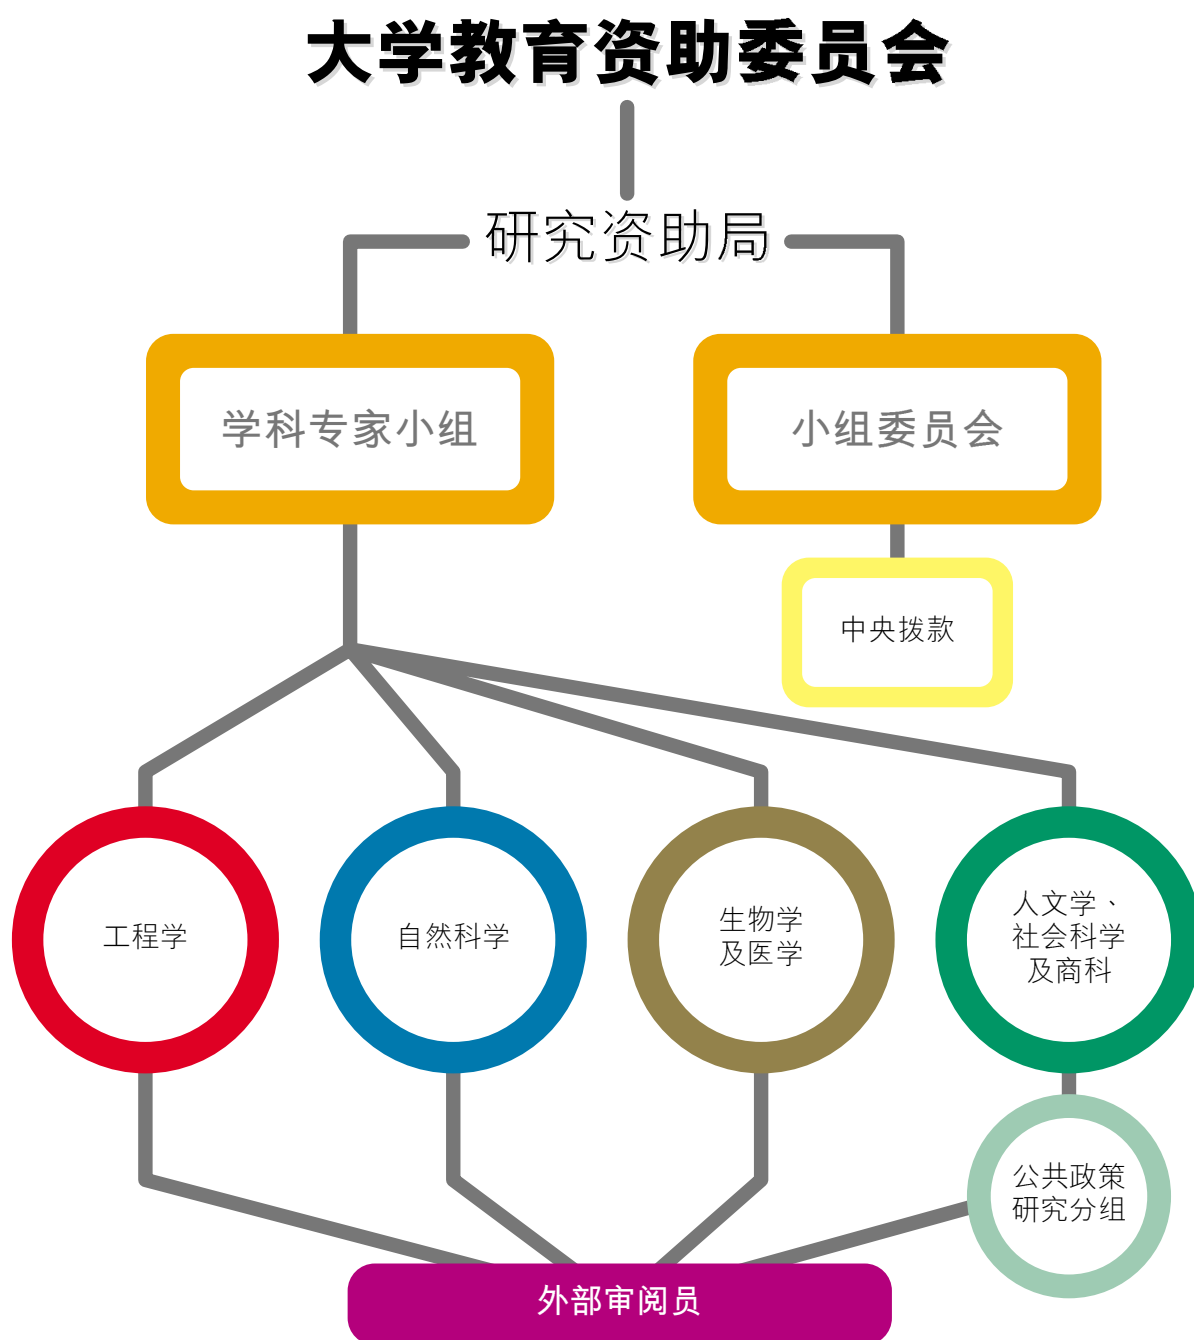 大学教育资助委员会
研究资助局
学科专家小组
小组委员会
中央拨款
工程学
自然科学
生物学
及医学
人文学、
社会科学
及商科
公共政策
研究分组
外部审阅员